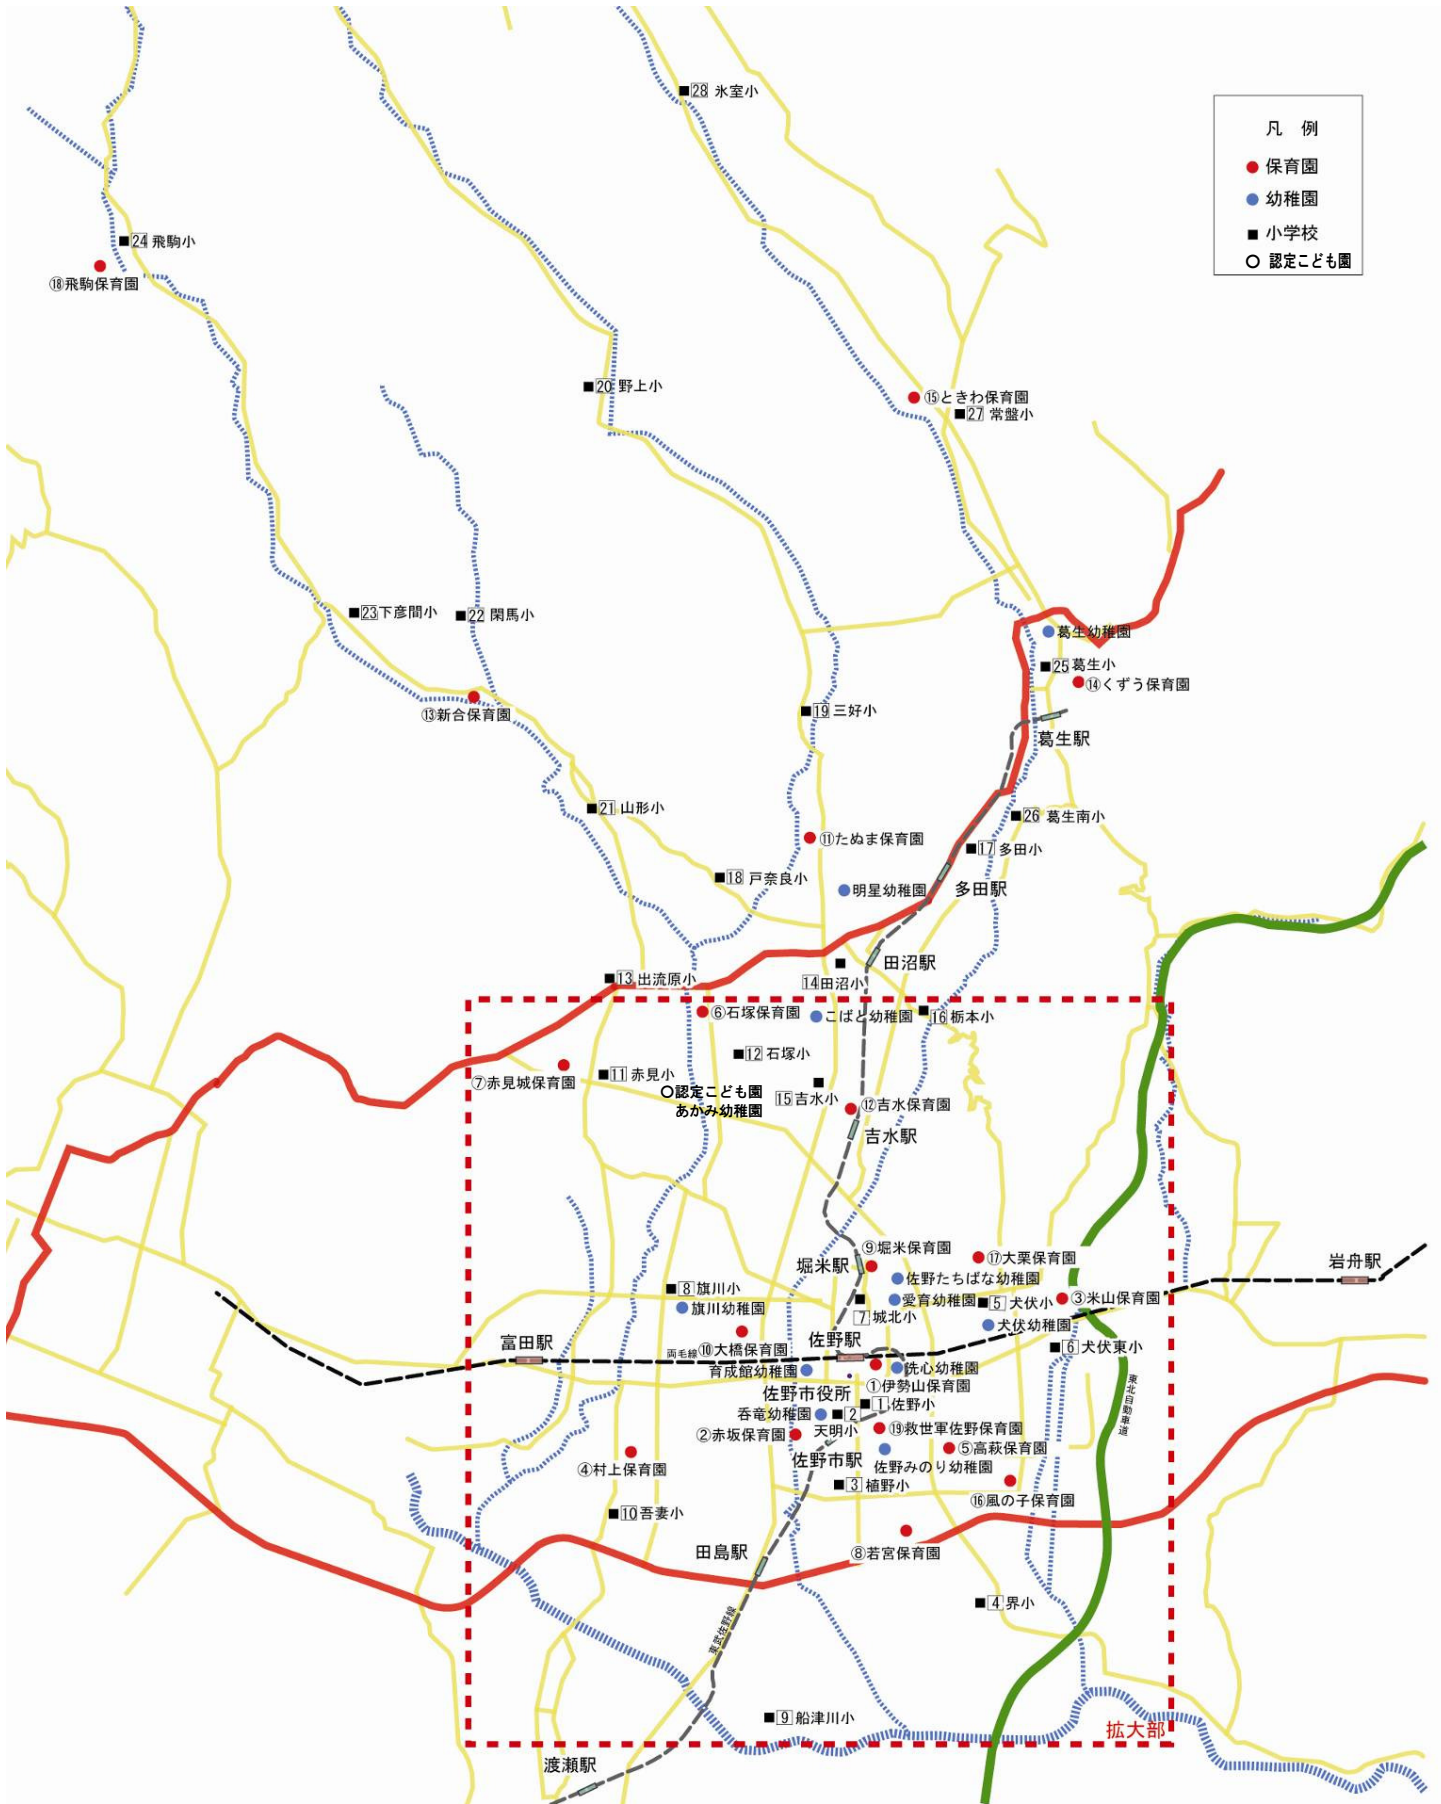 28 氷室小
凡 例
保育園
幼稚園
小学校
認定こども園
24 飛駒小
⑱飛駒保育園
20 野上小
⑮ときわ保育園
27 常盤小
23 下彦間小
22 閑馬小
葛生幼稚園
25 葛生小
⑭くずう保育園
⑬新合保育園
19 三好小
葛生駅
21 山形小
26 葛生南小
⑪たぬま保育園
17 多田小
18 戸奈良小
明星幼稚園
多田駅
田沼駅
13 出流原小
14 田沼小
⑥石塚保育園
こばと幼稚園
16 栃本小
12 石塚小
⑦赤見城保育園
11 赤見小
認定こども園
あかみ幼稚園
15 吉水小
⑫吉水保育園
吉水駅
⑨堀米保育園
堀米駅
⑰大栗保育園
岩舟駅
佐野たちばな幼稚園
8 旗川小
旗川幼稚園
愛育幼稚園
5 犬伏小
③米山保育園
7 城北小
犬伏幼稚園
富田駅
佐野駅
6 犬伏東小
両毛線
⑩大橋保育園
育成館幼稚園
洗心幼稚園
①伊勢山保育園
佐野市役所
1 佐野小
東北自動車道
呑竜幼稚園
2
天明小
②赤坂保育園
⑲救世軍佐野保育園
⑤高萩保育園
佐野市駅
佐野みのり幼稚園
④村上保育園
3 植野小
⑯風の子保育園
10 吾妻小
田島駅
⑧若宮保育園
4 界小
東武佐野線
9 船津川小
拡大部
渡瀬駅